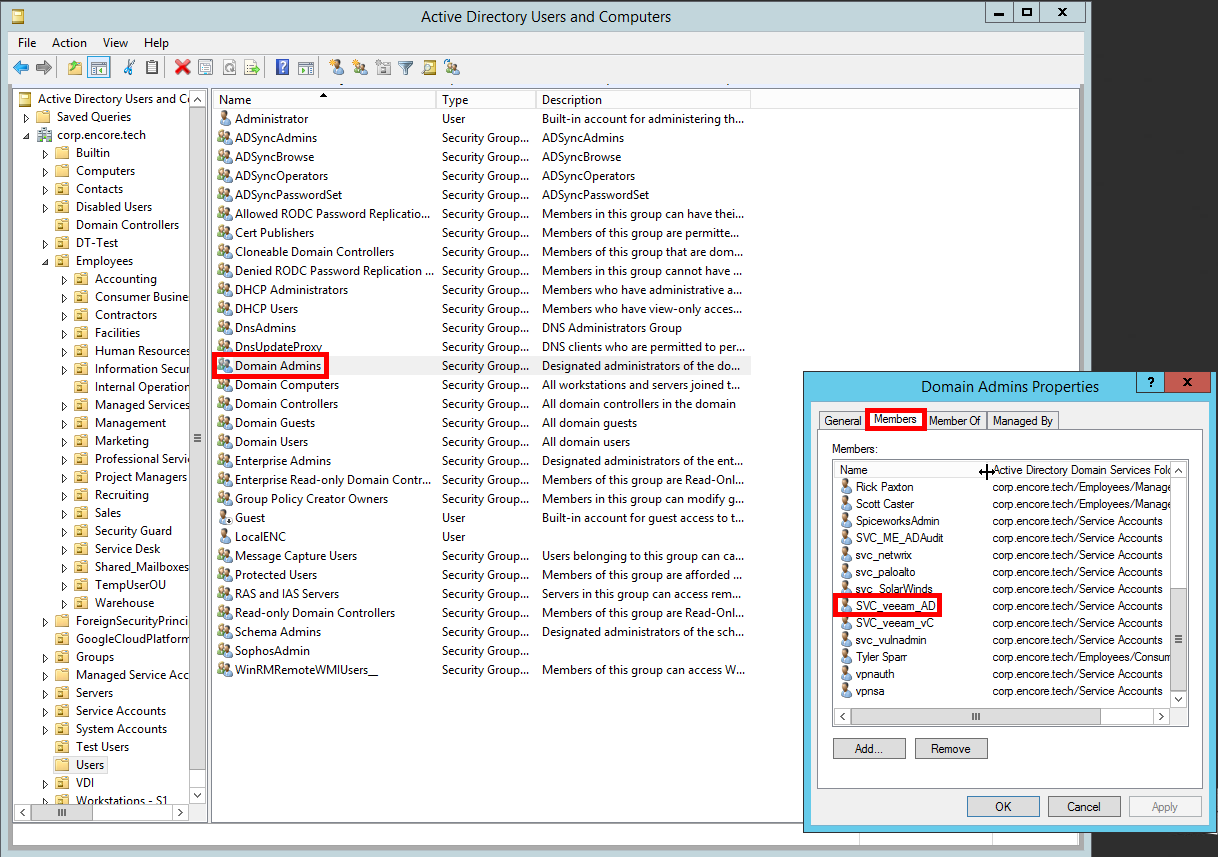 Active Directory Users and Computers
File Action View Help
Active Directory Users and Co
Saved Queries
corp.encore.tech
Builtin
Computers
Contacts
Disabled Users
Domain Controllers
DT-Test
Employees
Accounting
Consumer Busine
Contractors
Facilities
Human Resources
Information Secur
Internal Operation
Managed Services
Management
Marketing
Professional Servic
Project Managers
Recruiting
Sales
Security Guard
Service Desk
Shared_Mailboxes
TempUserOU
Warehouse
ForeignSecurityPrinci
GoogleCloudPlatform
Groups
Managed Service Acc
Servers
Service Accounts
System Accounts
Test Users
Users
VDI
Workstations - S1
Name Type Description
Administrator User Built-in account for administering th...
ADSyncAdmins Security Group... ADSyncAdmins
ADSyncBrowse Security Group... ADSyncBrowse
ADSyncOperators Security Group... ADSyncOperators
ADSyncPasswordSet Security Group... ADSyncPasswordSet
Allowed RODC Password Replicatio... Security Group... Members in this group can have thei...
Cert Publishers Security Group... Members of this group are permitte...
Cloneable Domain Controllers Security Group... Members of this group that are dom...
Denied RODC Password Replication ... Security Group... Members in this group cannot have ...
DHCP Administrators Security Group... Members who have administrative a...
DHCP Users Security Group... Members who have view-only acces...
DnsAdmins Security Group... DNS Administrators Group
DnsUpdateProxy Security Group... DNS clients who are permitted to per...
Domain Admins Security Group... Designated administrators of the do...
Domain Computers Security Group... All workstations and servers joined t...
Domain Controllers Security Group... All domain controllers in the domain
Domain Guests Security Group... All domain guests
Domain Users Security Group... All domain users
Enterprise Admins Security Group... Designated administrators of the ent...
Enterprise Read-only Domain Contr... Security Group... Members of this group are Read-Onl...
Group Policy Creator Owners Security Group... Members in this group can modify g...
Guest User Built-in account for guest access to t...
LocalENC User
Message Capture Users Security Group... Users belonging to this group can ca...
Protected Users Security Group... Members of this group are afforded ...
RAS and IAS Servers Security Group... Servers in this group can access rem...
Read-only Domain Controllers Security Group... Members of this group are Read-Onl...
Schema Admins Security Group... Designated administrators of the sch...
SophosAdmin Security Group...
WinRMRemoteWMIUsers__ Security Group... Members of this group can access W...
Domain Admins Properties
General Members Member Of Managed By
Members:
Name Active Directory Domain Services Fold
Rick Paxton corp.encore.tech/Employees/Manage
Scott Caster corp.encore.tech/Employees/Manage
SpiceworksAdmin corp.encore.tech/Service Accounts
SVC_ME_ADAudit corp.encore.tech/Service Accounts
svc_netwrix corp.encore.tech/Service Accounts
svc_paloalto corp.encore.tech/Service Accounts
svc_SolarWinds corp.encore.tech/Service Accounts
SVC_veeam_AD corp.encore.tech/Service Accounts
SVC_veeam_vC corp.encore.tech/Service Accounts
svc_vulnadmin corp.encore.tech/Service Accounts
Tyler Sparr corp.encore.tech/Employees/Consum
vpnauth corp.encore.tech/Service Accounts
vpnsa corp.encore.tech/Service Accounts
Add... Remove
OK Cancel Apply